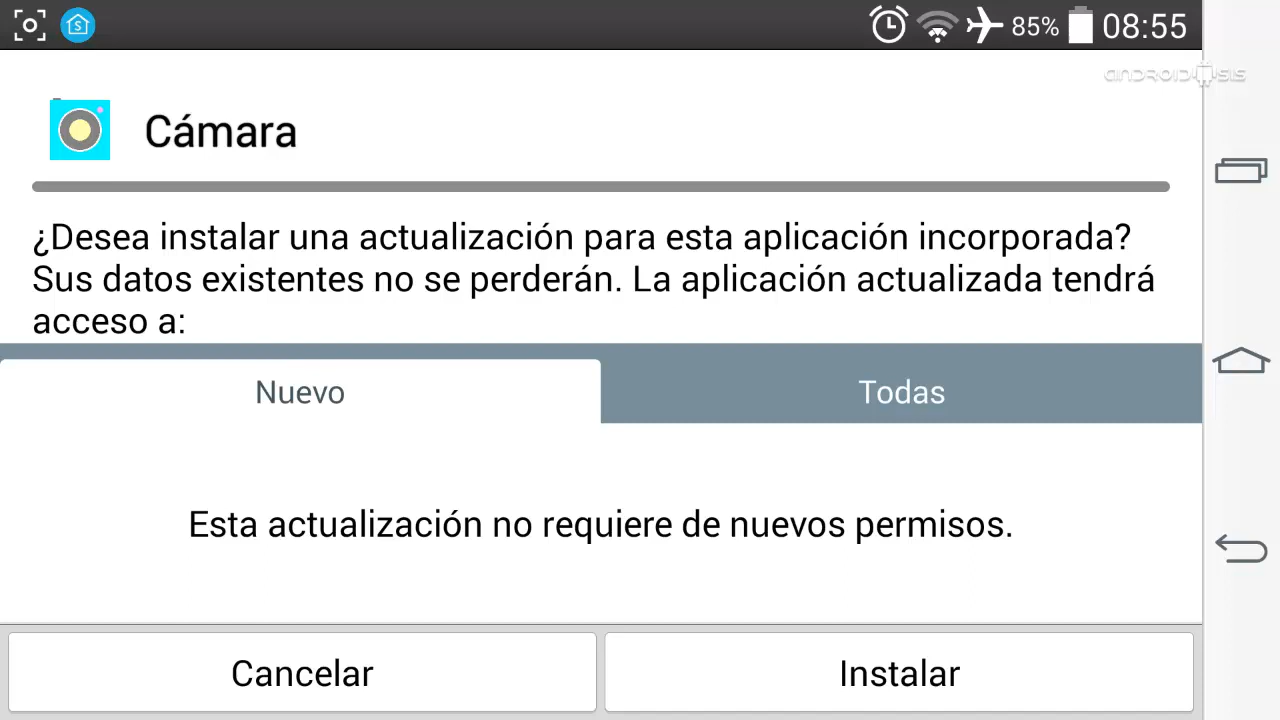 85% 08:55
ANDROIDSIS
Cámara
¿Desea instalar una actualización para esta aplicación incorporada?
Sus datos existentes no se perderán. La aplicación actualizada tendrá
acceso a:
Nuevo Todas
Esta actualización no requiere de nuevos permisos.
Cancelar Instalar